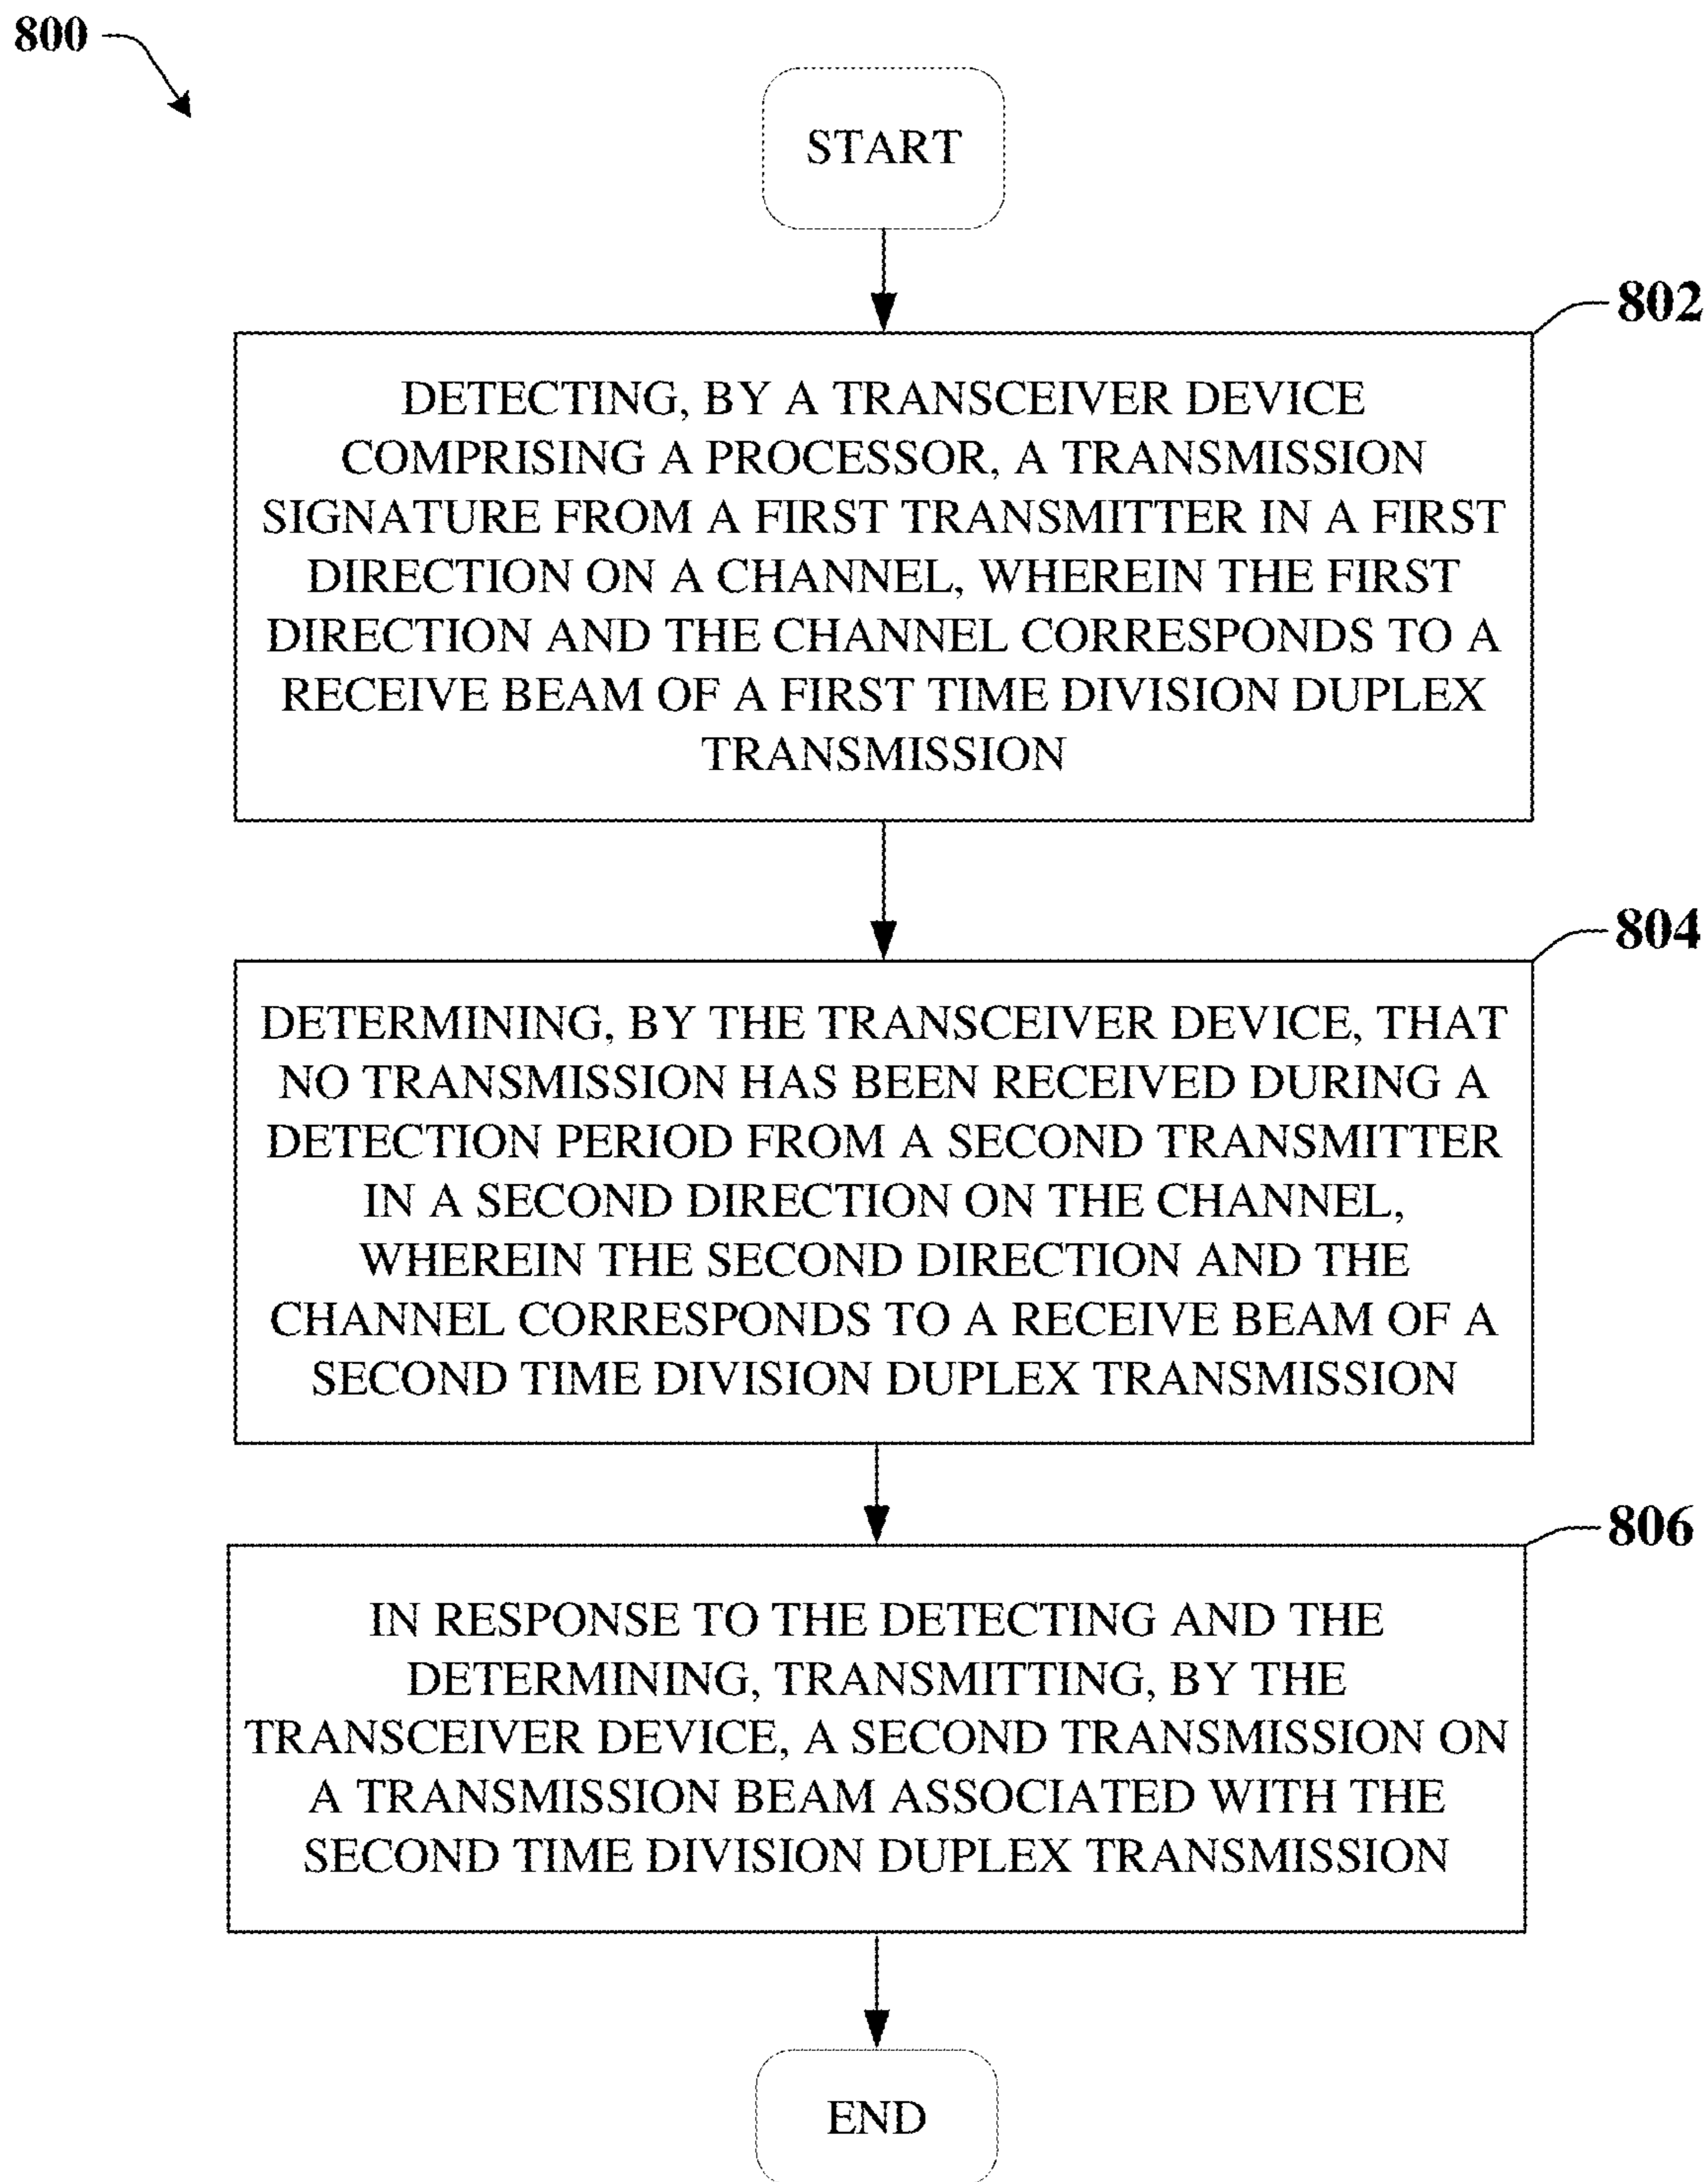 800
START
802
DETECTING, BY A TRANSCEIVER DEVICE
COMPRISING A PROCESSOR, A TRANSMISSION
SIGNATURE FROM A FIRST TRANSMITTER IN A FIRST
DIRECTION ON A CHANNEL, WHEREIN THE FIRST
DIRECTION AND THE CHANNEL CORRESPONDS TO A
RECEIVE BEAM OF A FIRST TIME DIVISION DUPLEX
TRANSMISSION
804
DETERMINING, BY THE TRANSCEIVER DEVICE, THAT
NO TRANSMISSION HAS BEEN RECEIVED DURING A
DETECTION PERIOD FROM A SECOND TRANSMITTER
IN A SECOND DIRECTION ON THE CHANNEL,
WHEREIN THE SECOND DIRECTION AND THE
CHANNEL CORRESPONDS TO A RECEIVE BEAM OF A
SECOND TIME DIVISION DUPLEX TRANSMISSION
806
IN RESPONSE TO THE DETECTING AND THE
DETERMINING, TRANSMITTING, BY THE
TRANSCEIVER DEVICE, A SECOND TRANSMISSION ON
A TRANSMISSION BEAM ASSOCIATED WITH THE
SECOND TIME DIVISION DUPLEX TRANSMISSION
END